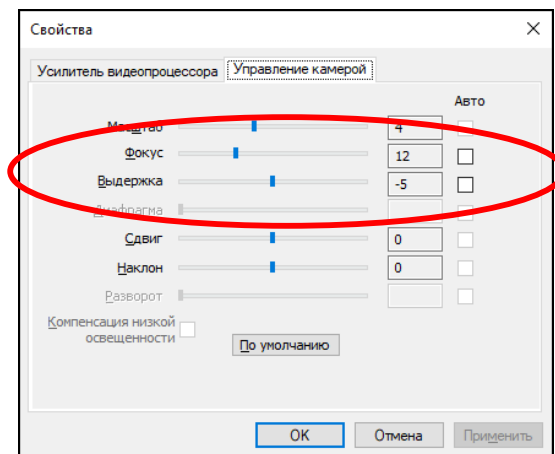 Свойства
Усилитель видеопроцессора Управление камерой
Авто
Масштаб 4
Фокус 12
Выдержка -5
Диафрагма
Сдвиг 0
Наклон 0
Разворот
Компенсация низкой
освещенности
По умолчанию
OK Отмена Применить